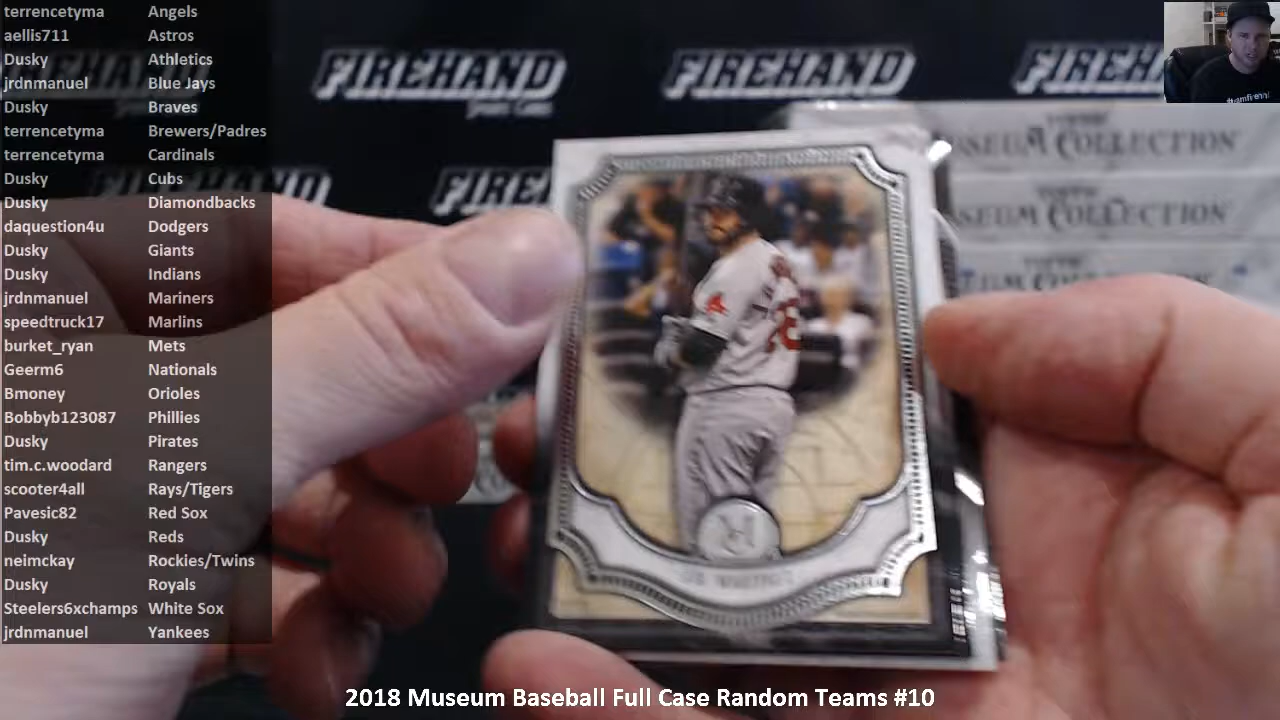 terrencetyma Angels
aellis711 Astros
Dusky Athletics
jrdnmanuel Blue Jays
Dusky Braves
terrencetyma Brewers/Padres
terrencetyma Cardinals
Dusky Cubs
Dusky Diamondbacks
daquestion4u Dodgers
Dusky Giants
Dusky Indians
jrdnmanuel Mariners
speedtruck17 Marlins
burket_ryan Mets
Geerm6 Nationals
Bmoney Orioles
Bobbyb123087 Phillies
Dusky Pirates
tim.c.woodard Rangers
scooter4all Rays/Tigers
Pavesic82 Red Sox
Dusky Reds
neimckay Rockies/Twins
Dusky Royals
Steelers6xchamps White Sox
jrdnmanuel Yankees
FIREHAND
FIREHAND
FIREH
FIREHAND
MUSEUM COLLECTION
MUSEUM COLLECTION
M
2018 Museum Baseball Full Case Random Teams #10